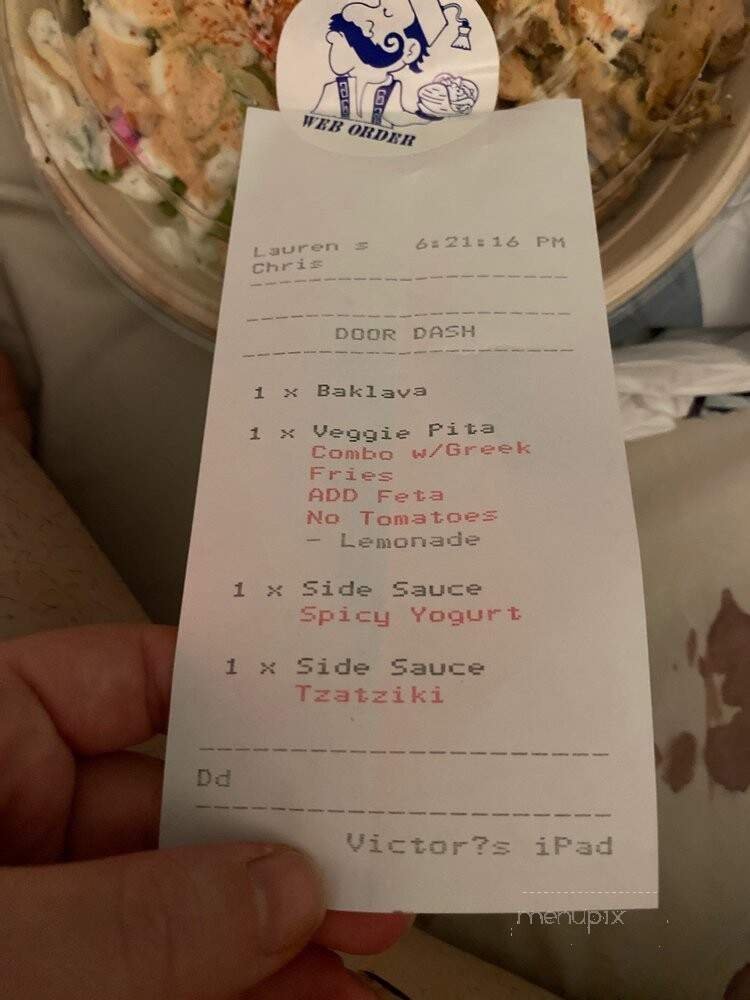 WEB ORDER
Lauren s 6:21:16 PM
Chris
DOOR DASH
1 x Baklava
1 x Veggie Pita
Combo w/Greek
Fries
ADD Feta
No Tomatoes
- Lemonade
1 x Side Sauce
Spicy Yogurt
1 x Side Sauce
Tzatziki
Dd
Victor?s iPad
menupix